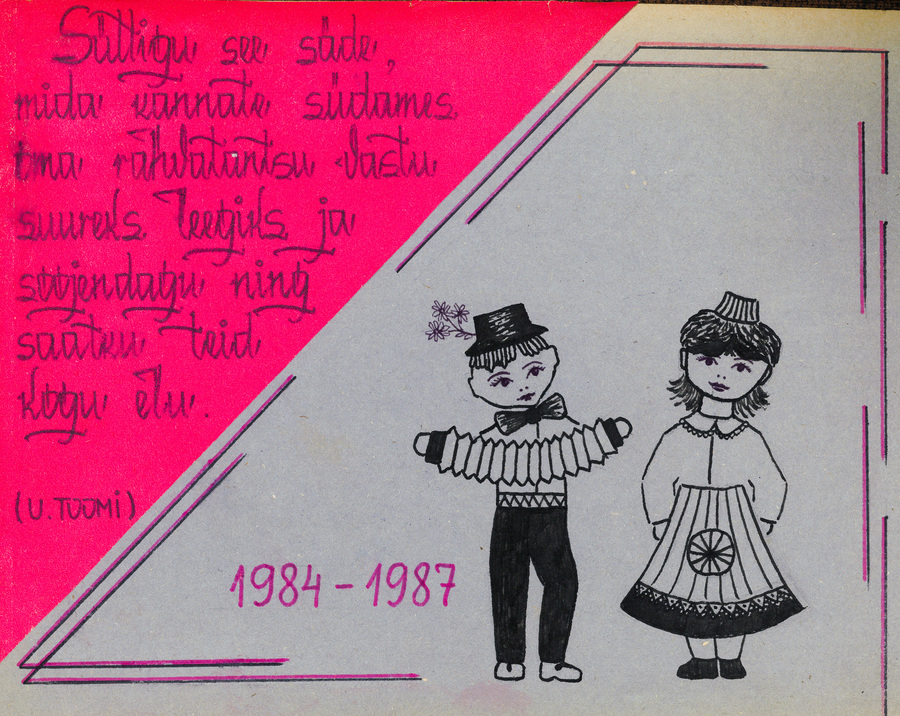 Süttigu see säde,
mida kannate südames
oma rahvatantsu vastu
suureks leegiks ja
soojendagu ning
saatku teid
kogu elu.
(U. TOOMI)
1984-1987